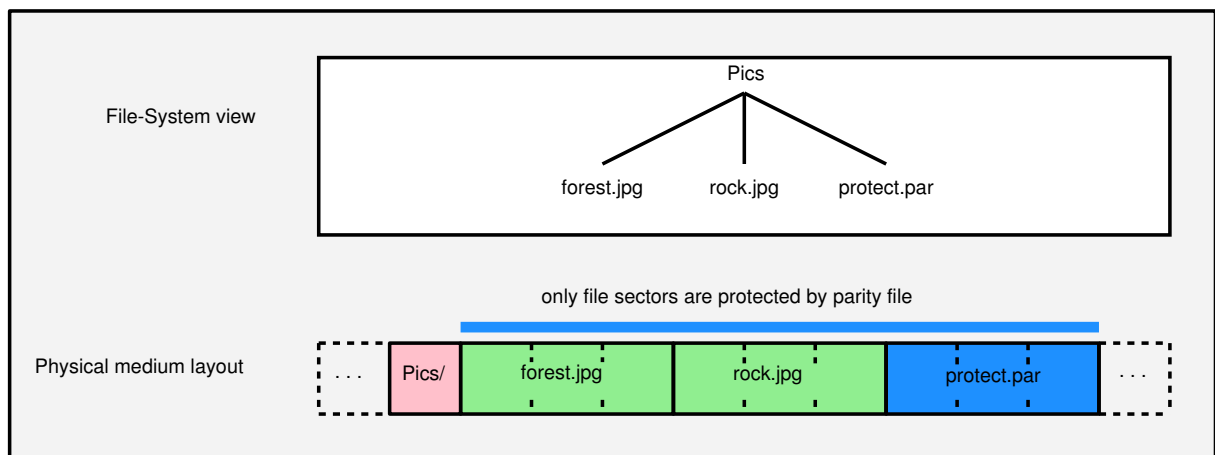 Pics
File-System view
forest.jpg rock.jpg protect.par
only file sectors are protected by parity file
Physical medium layout . . . Pics/ forest.jpg rock.jpg protect.par . . .